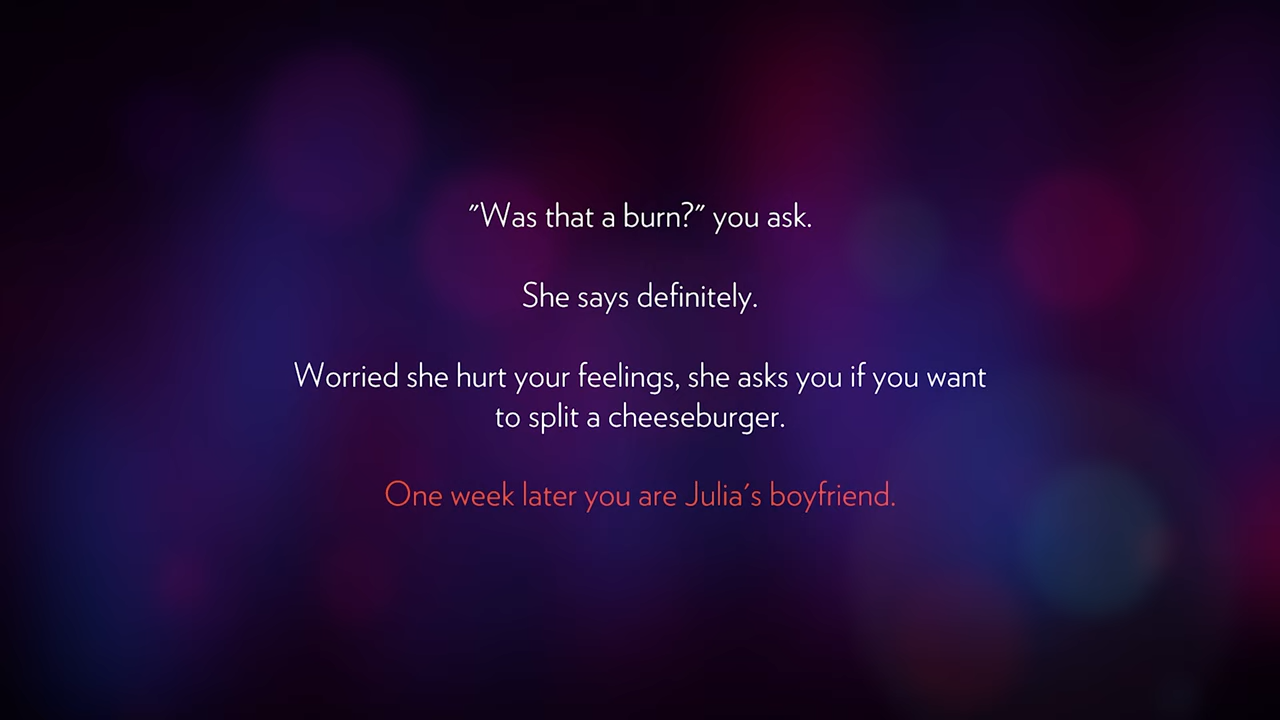 "Was that a burn?" you ask.
She says definitely.
Worried she hurt your feelings, she asks you if you want
to split a cheeseburger.
One week later you are Julia's boyfriend.